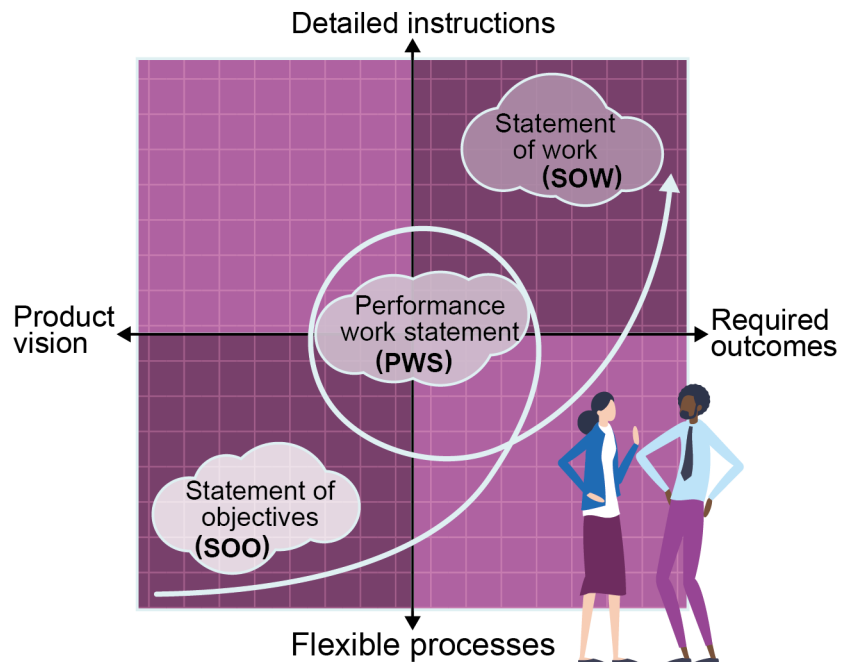 Detailed instructions
Statement
of work
(SOW)
Performance
work statement
(PWS)
Product
vision
Required
outcomes
Statement of
objectives
(SOO)
Flexible processes